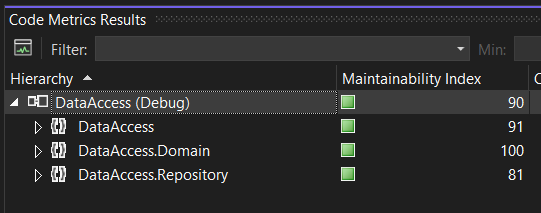 Code Metrics Results
Filter: Min:
Hierarchy Maintainability Index
DataAccess (Debug) 90
DataAccess 91
DataAccess.Domain 100
DataAccess.Repository 81